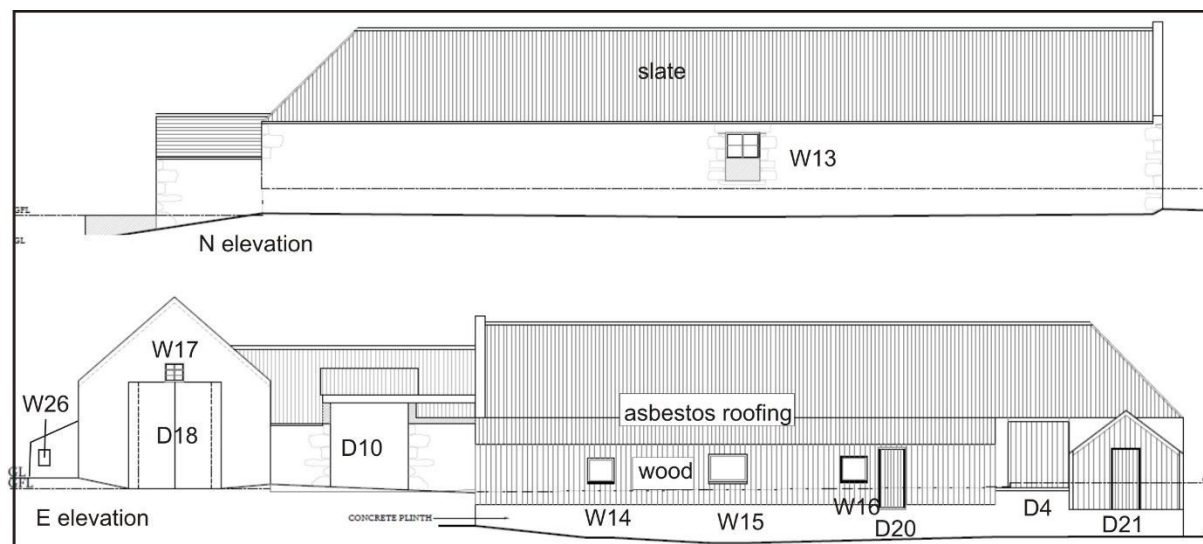 slate
W13
GFL
GL
N elevation
W17
W26
D18
D10
asbestos roofing
wood
GL
GFL
E elevation
CONCRETE PLINTH
W14
W15
W16
D20
D4
D21